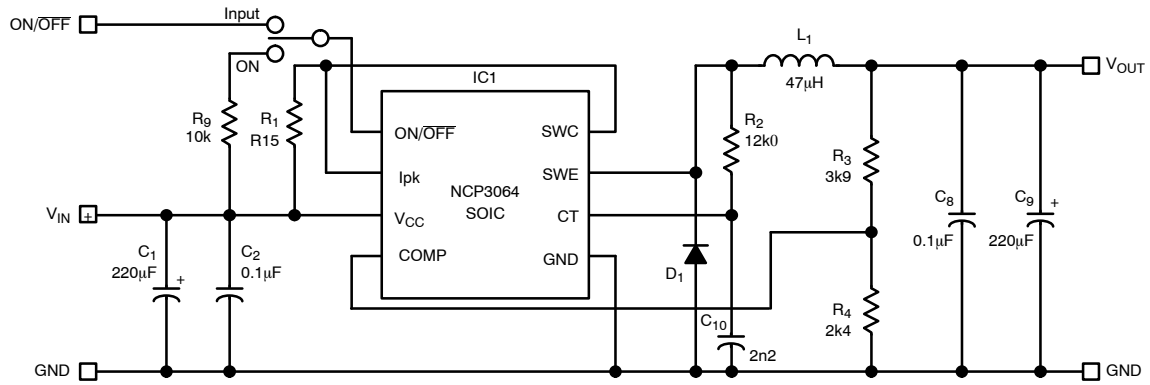 ON/OFF
Input
ON
R9
10k
R1
R15
IC1
ON/OFF
Ipk
VCC
COMP
NCP3064
SOIC
SWC
SWE
CT
GND
L1
47μH
VOUT
R2
12k0
R3
3k9
C8
0.1μF
C9
220μF
+
VIN
+
C1
220μF
+
C2
0.1μF
D1
C10
2n2
R4
2k4
GND
GND